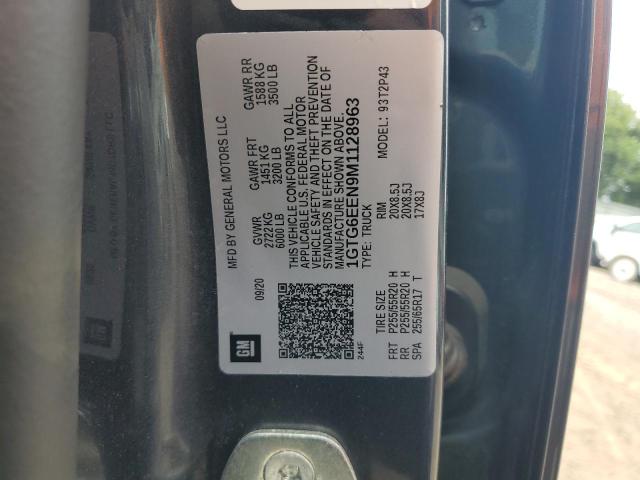 MFD BY GENERAL MOTORS LLC
09/20
GVWR
2722 KG
6000 LB
GAWR FRT
1451 KG
3200 LB
GAWR RR
1588 KG
3500 LB
THIS VEHICLE CONFORMS TO ALL
APPLICABLE U.S. FEDERAL MOTOR
VEHICLE SAFETY AND THEFT PREVENTION
STANDARDS IN EFFECT ON THE DATE OF
MANUFACTURE SHOWN ABOVE.
1GTG6EEN9M1128963
TYPE: TRUCK
MODEL: 93T2P43
GM
244F
TIRE SIZE RIM
FRT P255/55R20 H 20X8.5J
RR P255/55R20 H 20X8.5J
SPA 255/65R17 T 17X8J